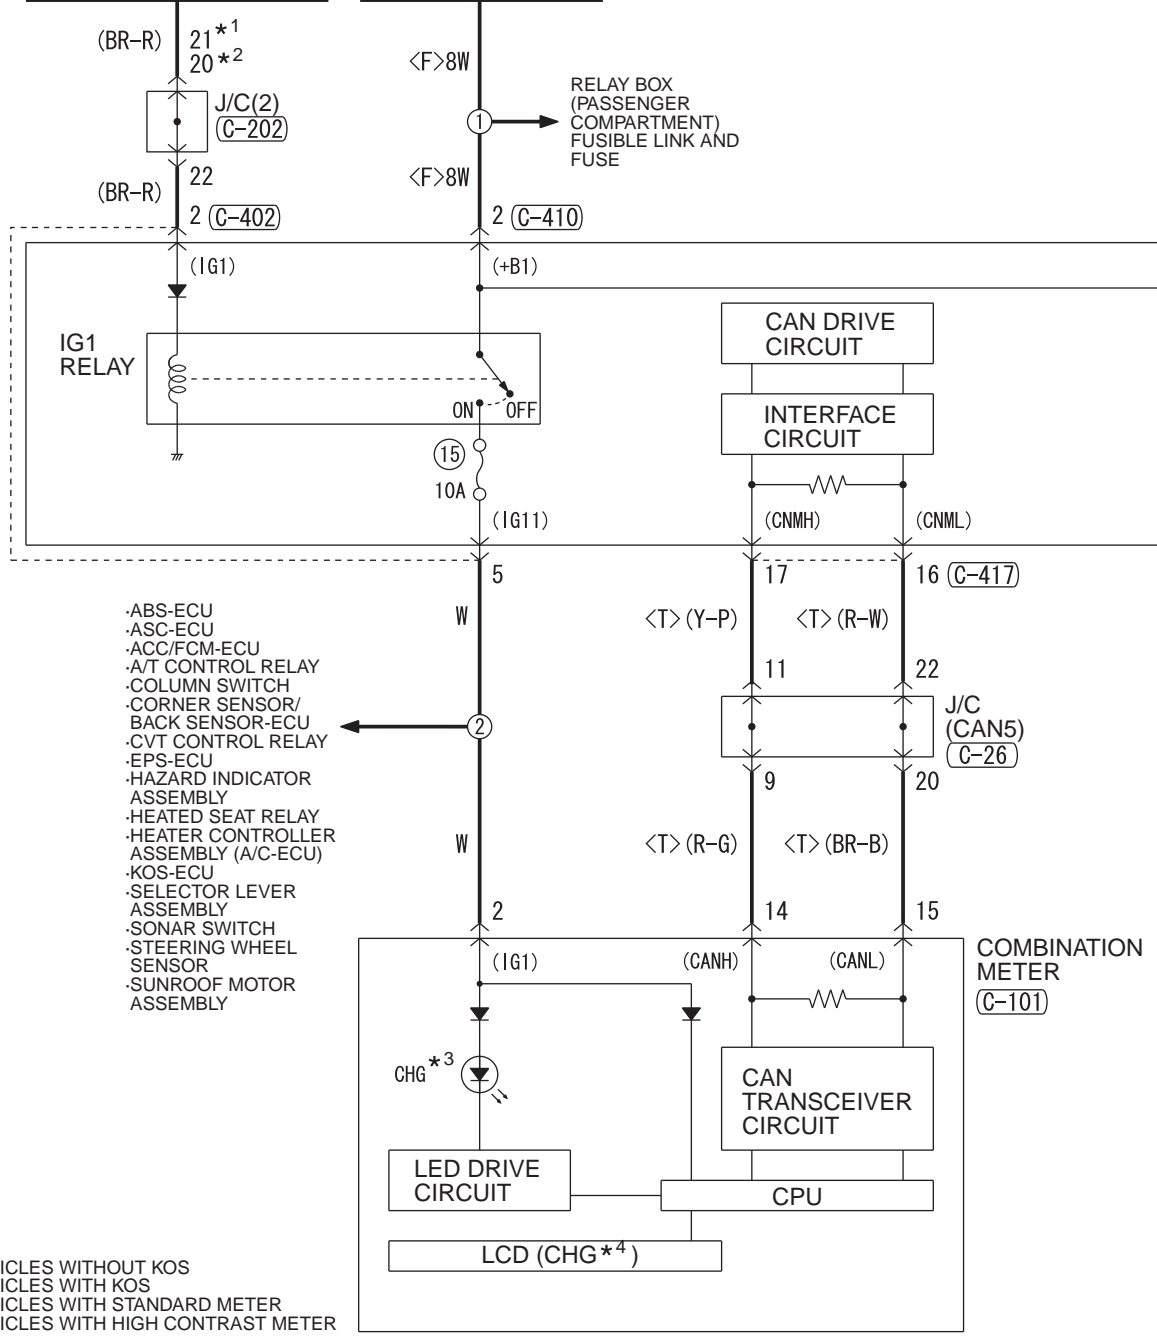 (BR-R) 21*1
20*2
<F>8W
J/C(2)
C-202
1
RELAY BOX
(PASSENGER
COMPARTMENT)
FUSIBLE LINK AND
FUSE
(BR-R) 22
<F>8W
2 C-402
2 C-410
(IG1)
(+B1)
IG1
RELAY
ON OFF
CAN DRIVE
CIRCUIT
INTERFACE
CIRCUIT
15
10A
(IG11)
(CNMH)
(CNML)
5
17
16 C-417
W
<T>(Y-P)
<T>(R-W)
·ABS-ECU
·ASC-ECU
·ACC/FCM-ECU
·A/T CONTROL RELAY
·COLUMN SWITCH
·CORNER SENSOR/
BACK SENSOR-ECU
·CVT CONTROL RELAY
·EPS-ECU
·HAZARD INDICATOR
ASSEMBLY
·HEATED SEAT RELAY
·HEATER CONTROLLER
ASSEMBLY (A/C-ECU)
·KOS-ECU
·SELECTOR LEVER
ASSEMBLY
·SONAR SWITCH
·STEERING WHEEL
SENSOR
·SUNROOF MOTOR
ASSEMBLY
2
11
22
J/C
(CAN5)
C-26
9
20
W
<T>(R-G)
<T>(BR-B)
2
14
15
(IG1)
(CANH)
(CANL)
COMBINATION
METER
C-101
CHG*3
CAN
TRANSCEIVER
CIRCUIT
LED DRIVE
CIRCUIT
CPU
LCD (CHG*4)
ICLES WITHOUT KOS
ICLES WITH KOS
ICLES WITH STANDARD METER
ICLES WITH HIGH CONTRAST METER